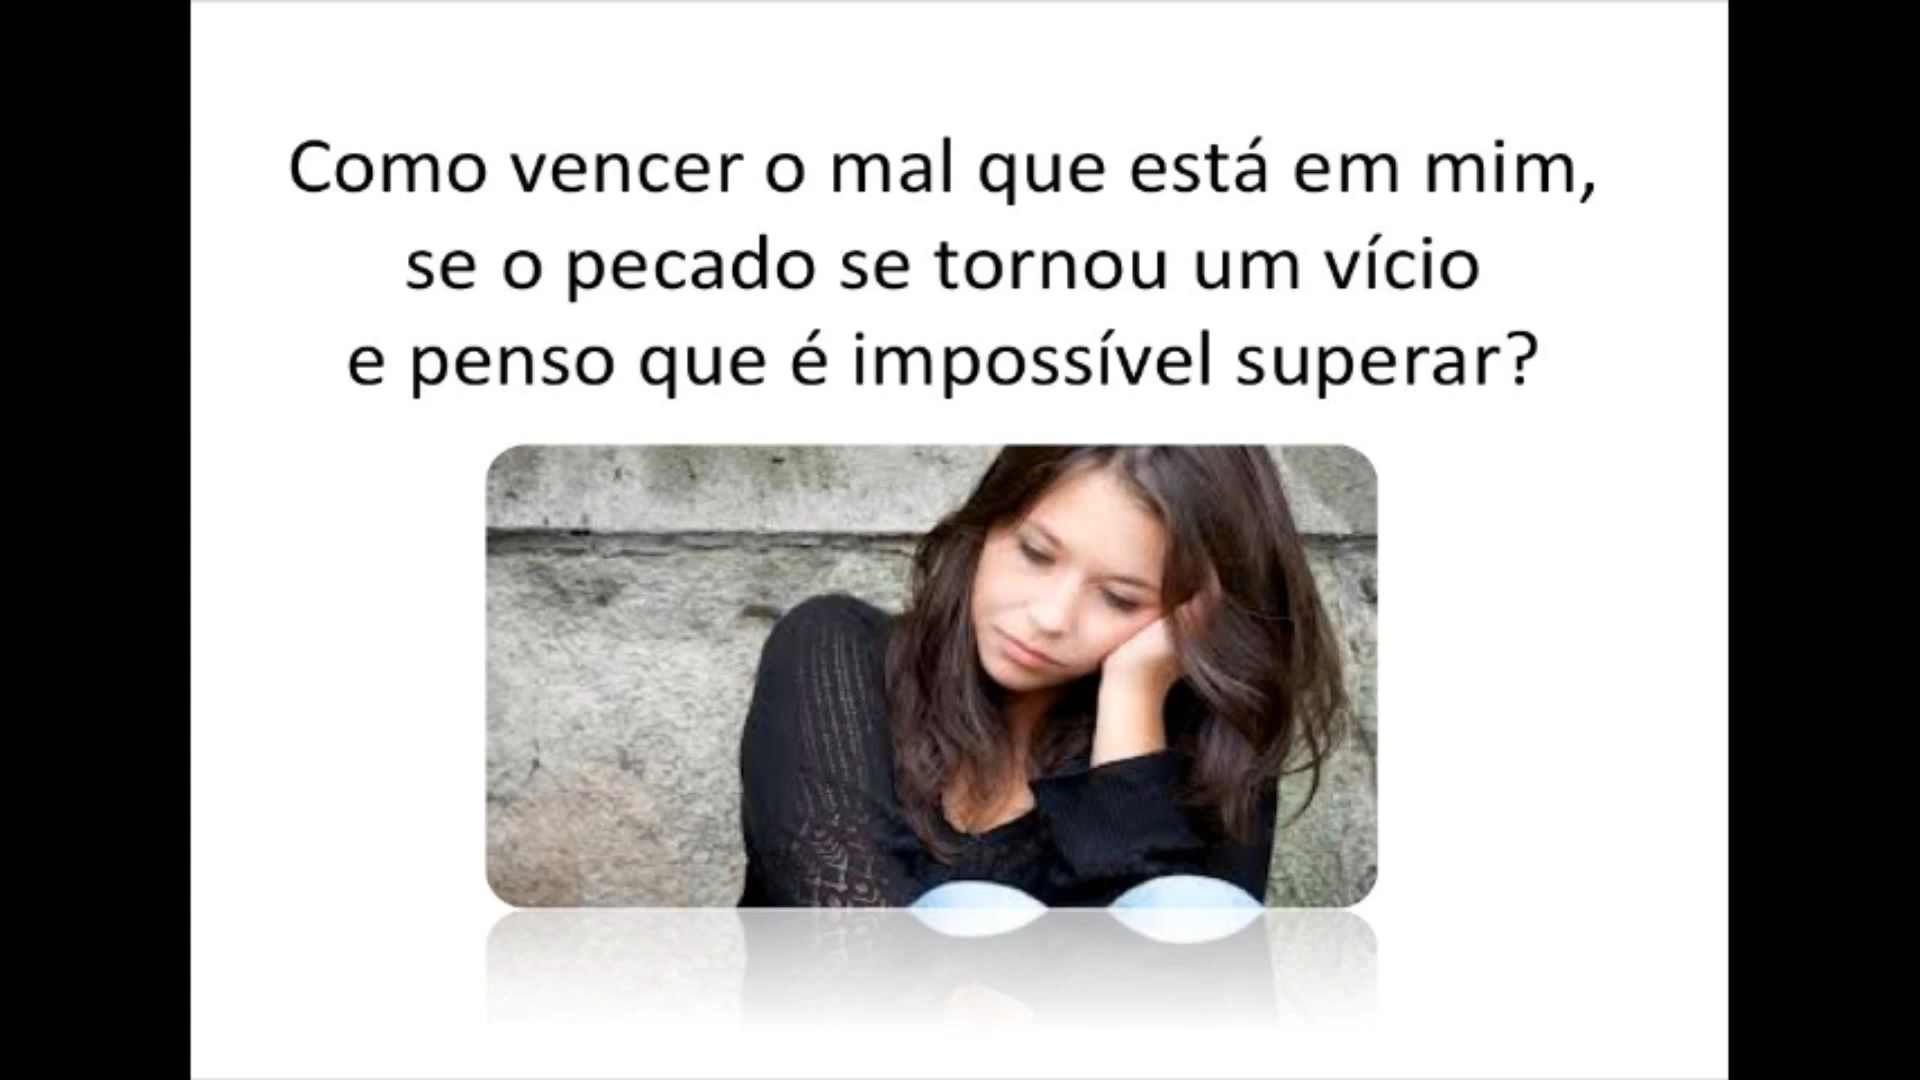 Como vencer o mal que está em mim,
se o pecado se tornou um vício
e penso que é impossível superar?